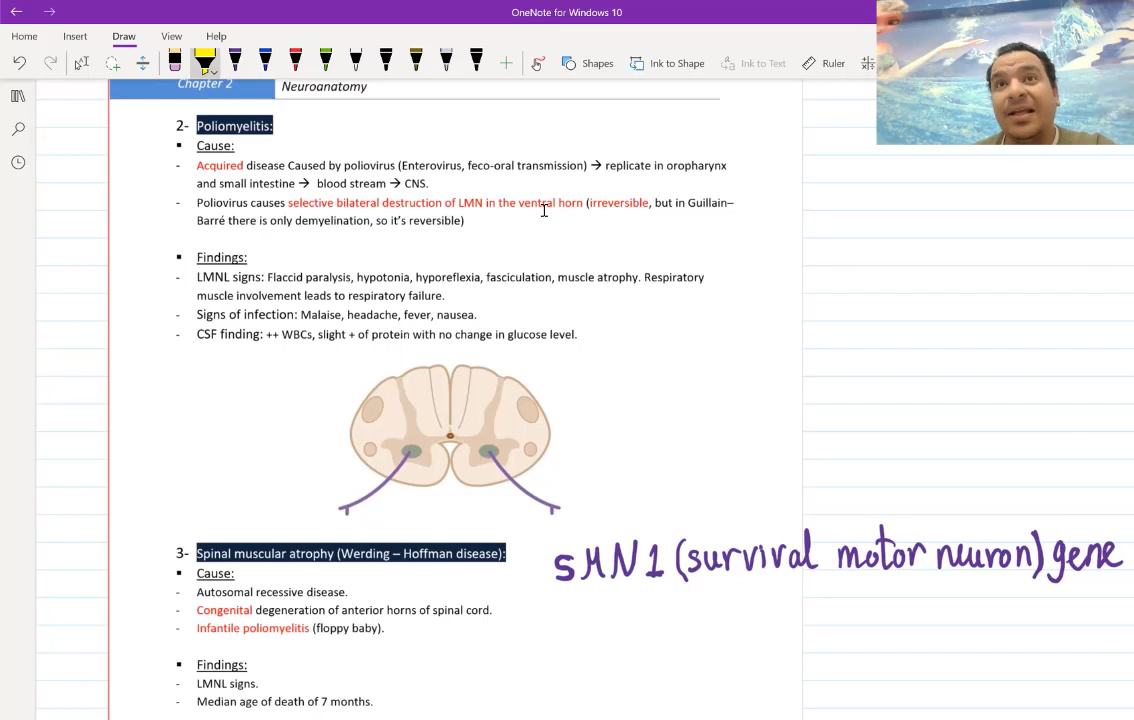 OneNote for Windows 10
Home Insert Draw View Help
Shapes Ink to Shape Ink to Text Ruler
Chapter 2 Neuroanatomy
2- Poliomyelitis:
▪ Cause:
- Acquired disease Caused by poliovirus (Enterovirus, feco-oral transmission) → replicate in oropharynx
and small intestine → blood stream → CNS.
- Poliovirus causes selective bilateral destruction of LMN in the ventral horn (irreversible, but in Guillain–
Barré there is only demyelination, so it's reversible)
▪ Findings:
- LMNL signs: Flaccid paralysis, hypotonia, hyporeflexia, fasciculation, muscle atrophy. Respiratory
muscle involvement leads to respiratory failure.
- Signs of infection: Malaise, headache, fever, nausea.
- CSF finding: ++ WBCs, slight + of protein with no change in glucose level.
3- Spinal muscular atrophy (Werding – Hoffman disease):
SMN1 (survival motor neuron) gene
▪ Cause:
- Autosomal recessive disease.
- Congenital degeneration of anterior horns of spinal cord.
- Infantile poliomyelitis (floppy baby).
▪ Findings:
- LMNL signs.
- Median age of death of 7 months.